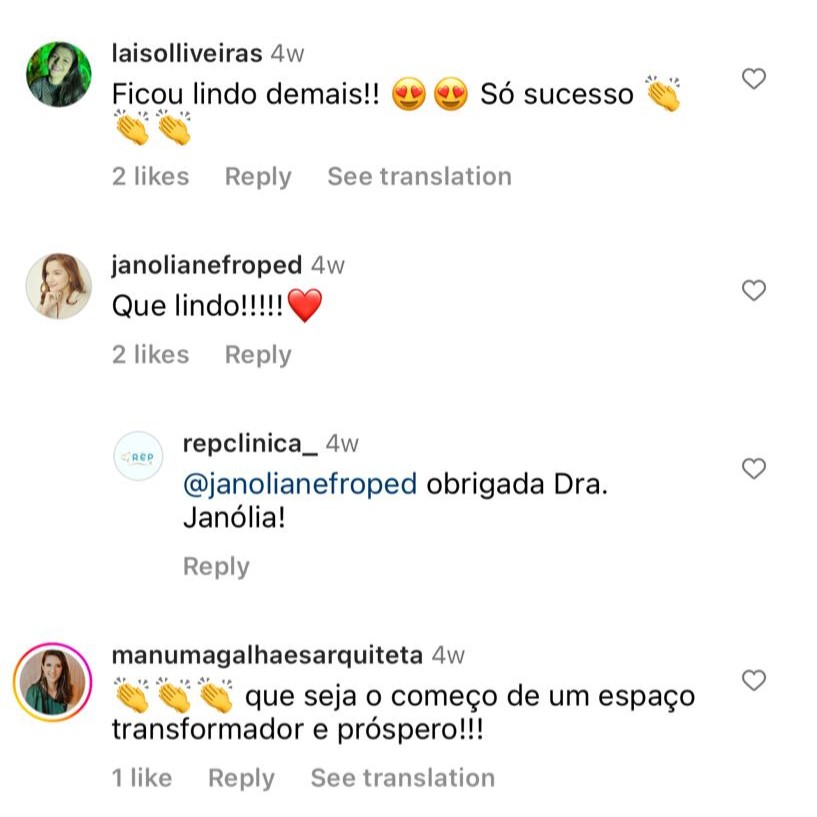 laisolliveiras 4w
Ficou lindo demais!! 😍😍 Só sucesso 👏
👏👏
2 likes Reply See translation
janolianefroped 4w
Que lindo!!!!!❤️
2 likes Reply
REP
repclinica_ 4w
@janolianefroped obrigada Dra.
Janólia!
Reply
manumagalhaesarquiteta 4w
👏👏👏 que seja o começo de um espaço
transformador e próspero!!!
1 like Reply See translation